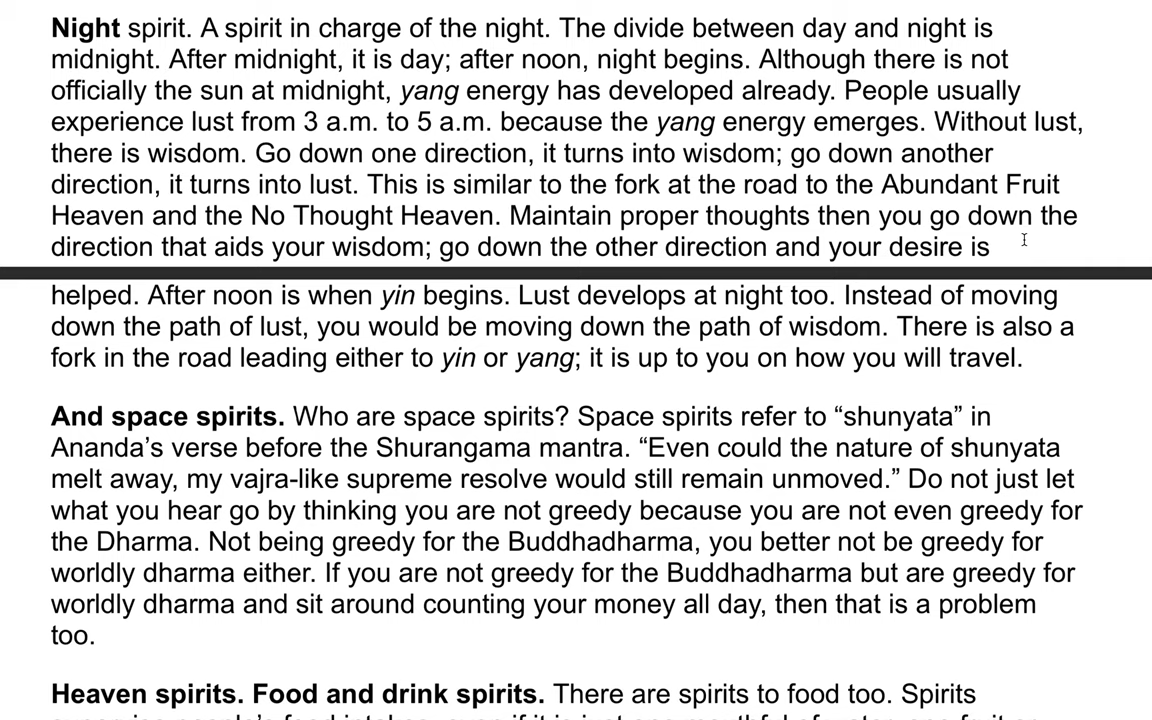 Night spirit. A spirit in charge of the night. The divide between day and night is
midnight. After midnight, it is day; after noon, night begins. Although there is not
officially the sun at midnight, yang energy has developed already. People usually
experience lust from 3 a.m. to 5 a.m. because the yang energy emerges. Without lust,
there is wisdom. Go down one direction, it turns into wisdom; go down another
direction, it turns into lust. This is similar to the fork at the road to the Abundant Fruit
Heaven and the No Thought Heaven. Maintain proper thoughts then you go down the
direction that aids your wisdom; go down the other direction and your desire is
helped. After noon is when yin begins. Lust develops at night too. Instead of moving
down the path of lust, you would be moving down the path of wisdom. There is also a
fork in the road leading either to yin or yang; it is up to you on how you will travel.
And space spirits. Who are space spirits? Space spirits refer to “shunyata” in
Ananda’s verse before the Shurangama mantra. “Even could the nature of shunyata
melt away, my vajra-like supreme resolve would still remain unmoved.” Do not just let
what you hear go by thinking you are not greedy because you are not even greedy for
the Dharma. Not being greedy for the Buddhadharma, you better not be greedy for
worldly dharma either. If you are not greedy for the Buddhadharma but are greedy for
worldly dharma and sit around counting your money all day, then that is a problem
too.
Heaven spirits. Food and drink spirits. There are spirits to food too. Spirits